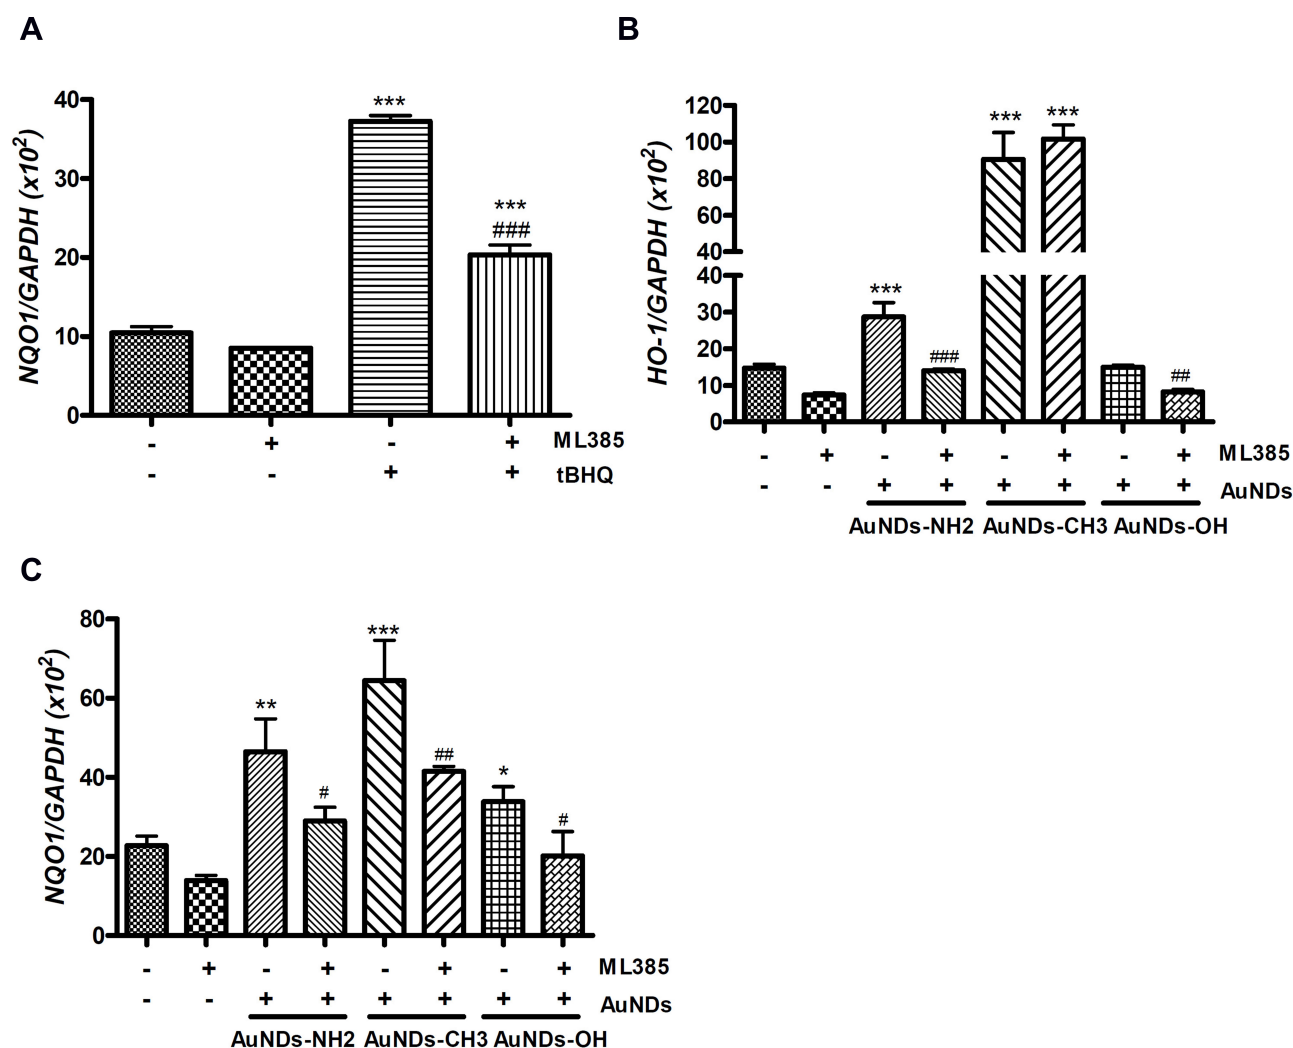 A
NQO1/GAPDH (x10²)
40
30
20
10
0
***
***
###
- + - + ML385
- - + + tBHQ
B
HO-1/GAPDH (x10²)
120
100
80
60
40
40
30
20
10
0
***
###
***
***
##
- + - + - + - + ML385
- - + + + + + + AuNDs
AuNDs-NH2 AuNDs-CH3 AuNDs-OH
C
NQO1/GAPDH (x10²)
80
60
40
20
0
**
#
***
##
*
#
- + - + - + - + ML385
- - + + + + + + AuNDs
AuNDs-NH2 AuNDs-CH3 AuNDs-OH